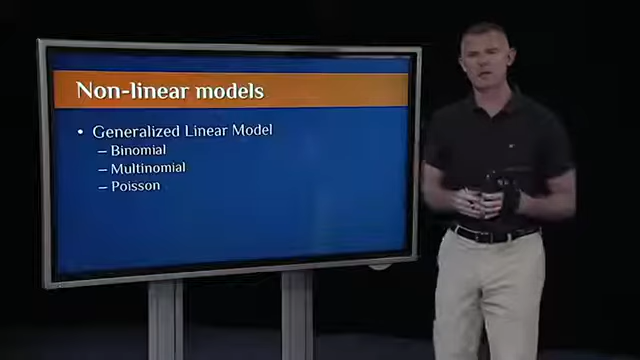 Non-linear models
• Generalized Linear Model
– Binomial
– Multinomial
– Poisson